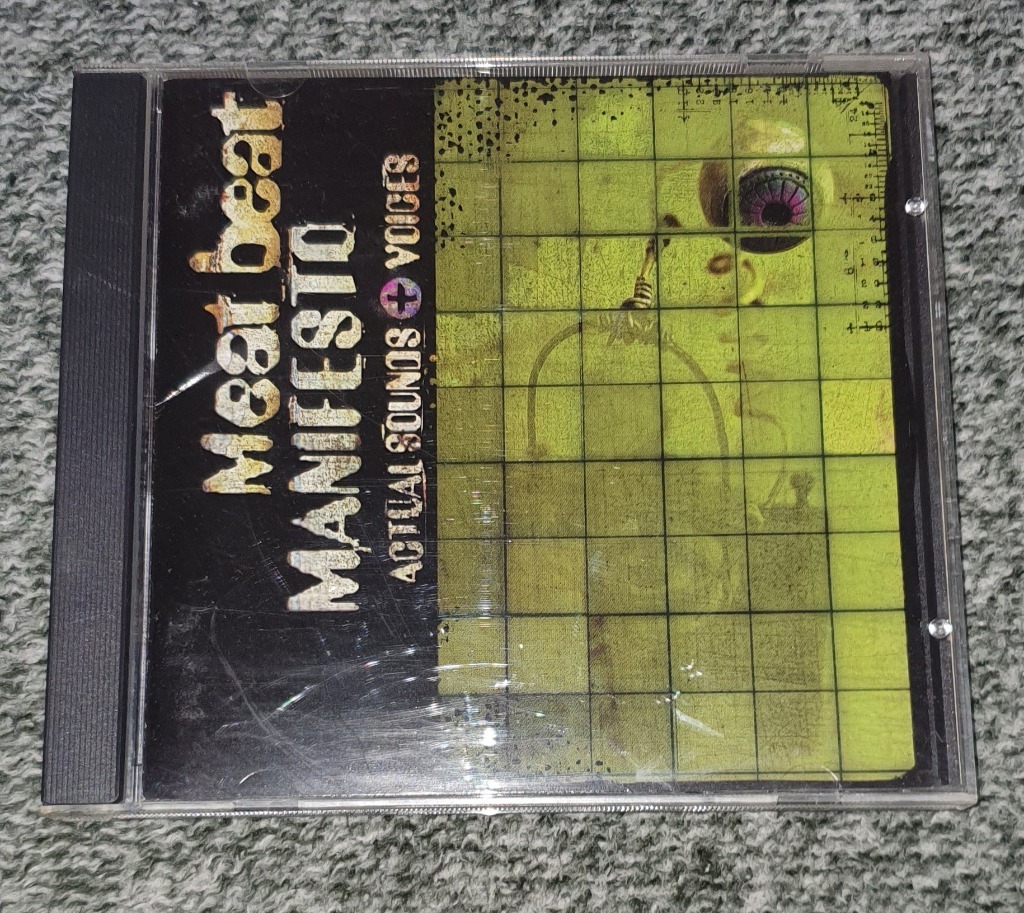 Meat beat
MANIFESTO
ACTUAL SOUNDS + VOICES